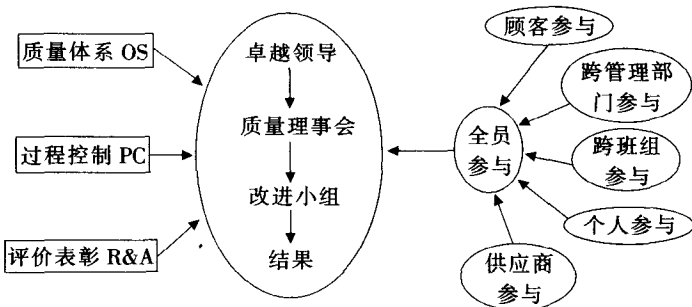 质量体系 OS
过程控制 PC
评价表彰 R&A
卓越领导
质量理事会
改进小组
结果
全员
参与
顾客参与
跨管理部
门参与
跨班组
参与
个人参与
供应商
参与